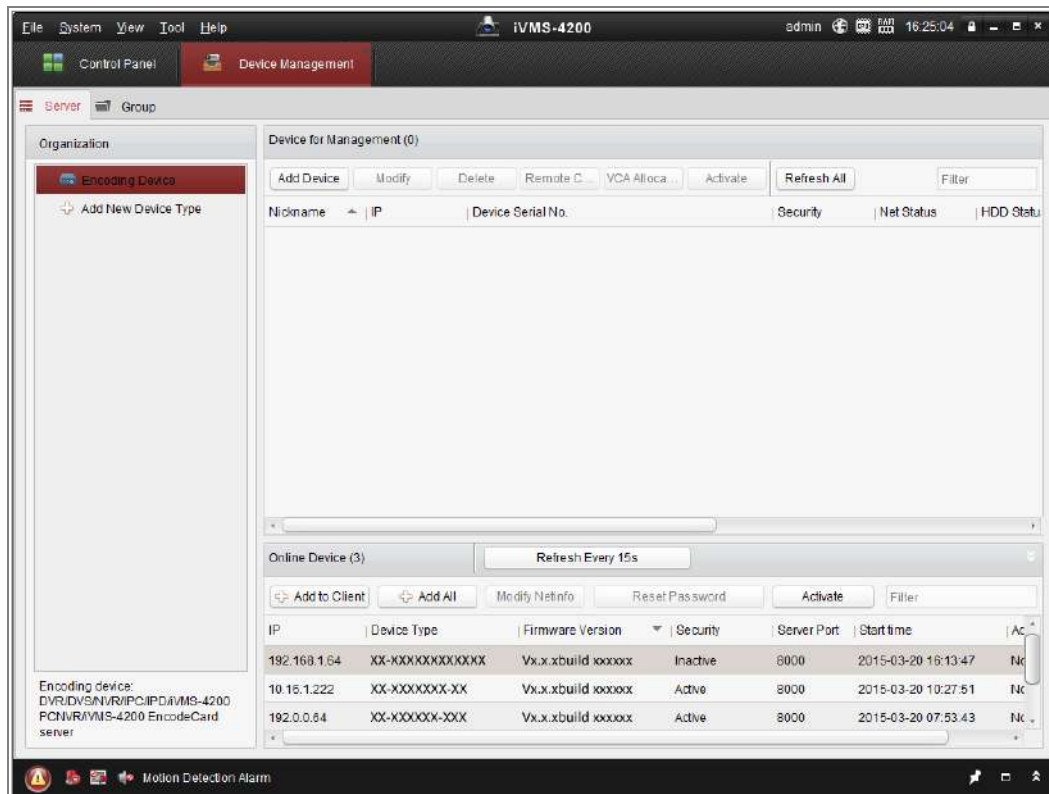 File System View Tool Help iVMS-4200 admin 16:25:04
Control Panel Device Management
Server Group
Organization
Encoding Device
Add New Device Type
Encoding device:
DVR/DVS/NVR/IPC/IPD/iVMS-4200
PCNVR/iVMS-4200 EncodeCard
server
Device for Management (0)
Add Device Modify Delete Remote C... VCA Alloca... Activate Refresh All Filter
Nickname IP Device Serial No. Security Net Status HDD Statu
Online Device (3) Refresh Every 15s
Add to Client Add All Modify Netinfo Reset Password Activate Filter
IP Device Type Firmware Version Security Server Port Start time Ac
192.168.1.64 XX-XXXXXXXXXXXX Vx.x.xbuild xxxxxx Inactive 8000 2015-03-20 16:13:47 No
10.16.1.222 XX-XXXXXXX-XX Vx.x.xbuild xxxxxx Active 8000 2015-03-20 10:27:51 No
192.0.0.64 XX-XXXXXX-XXX Vx.x.xbuild xxxxxx Active 8000 2015-03-20 07:53:43 No
Motion Detection Alarm